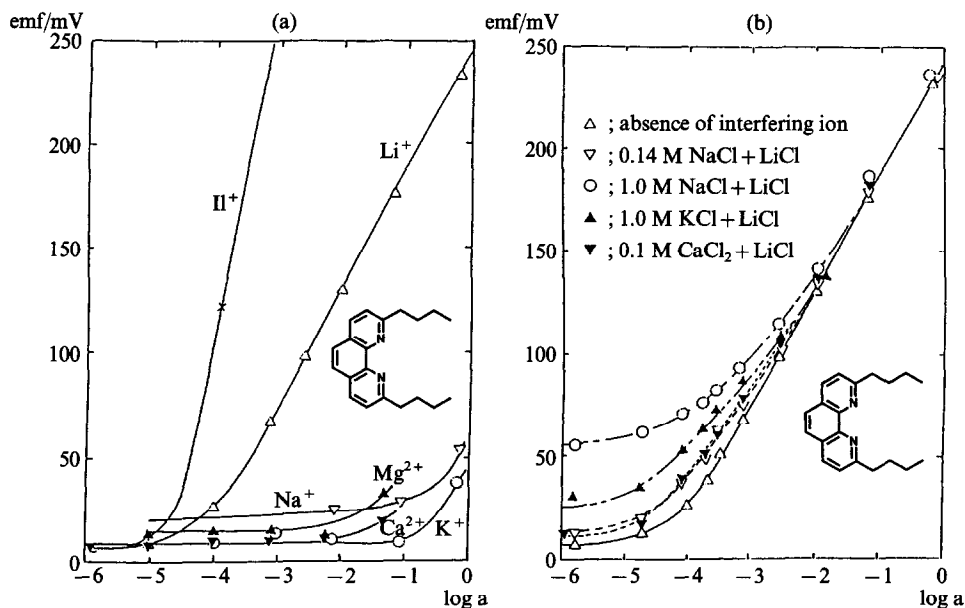 emf/mV
(a)
250
200
150
100
50
0
−6
−5
−4
−3
−2
−1
0
log a
Il⁺
Li⁺
Na⁺
Mg²⁺
Ca²⁺
K⁺
N
N
emf/mV
(b)
250
200
150
100
50
0
△ ; absence of interfering ion
▽ ; 0.14 M NaCl + LiCl
○ ; 1.0 M NaCl + LiCl
▲ ; 1.0 M KCl + LiCl
▼ ; 0.1 M CaCl₂ + LiCl
N
N
−6
−5
−4
−3
−2
−1
0
log a